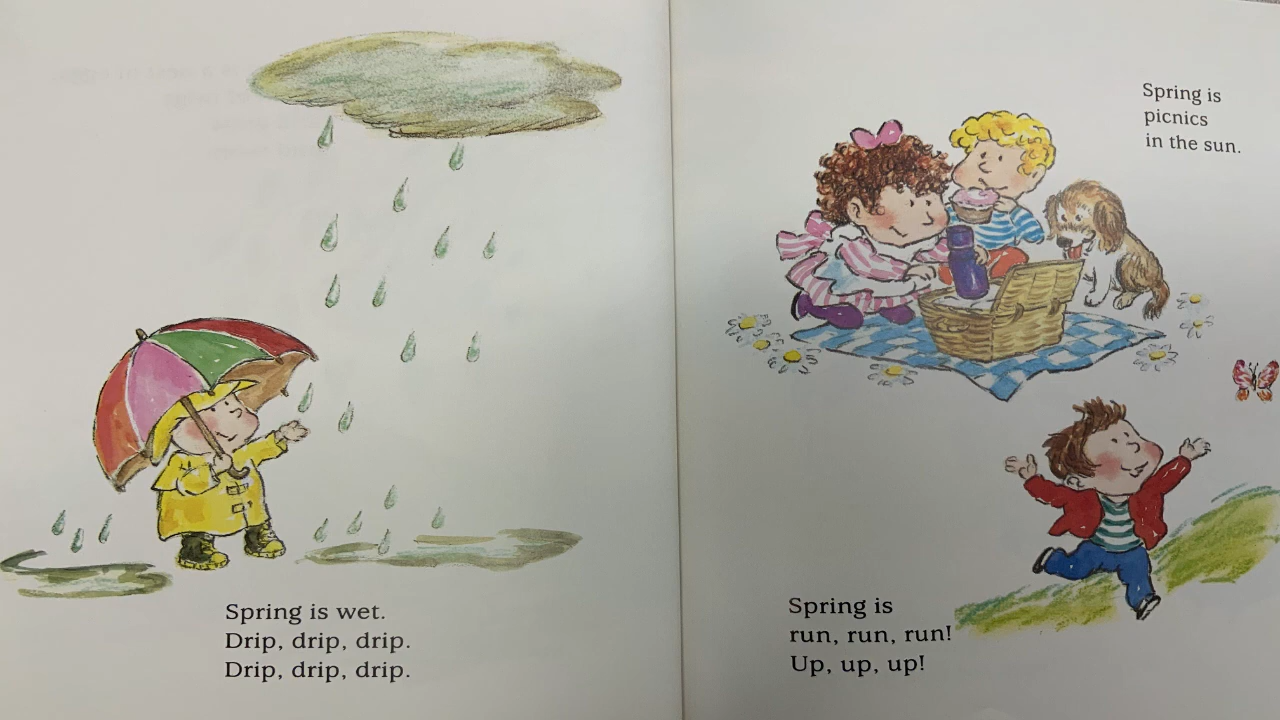 Spring is wet.
Drip, drip, drip.
Drip, drip, drip.
Spring is
picnics
in the sun.
Spring is
run, run, run!
Up, up, up!